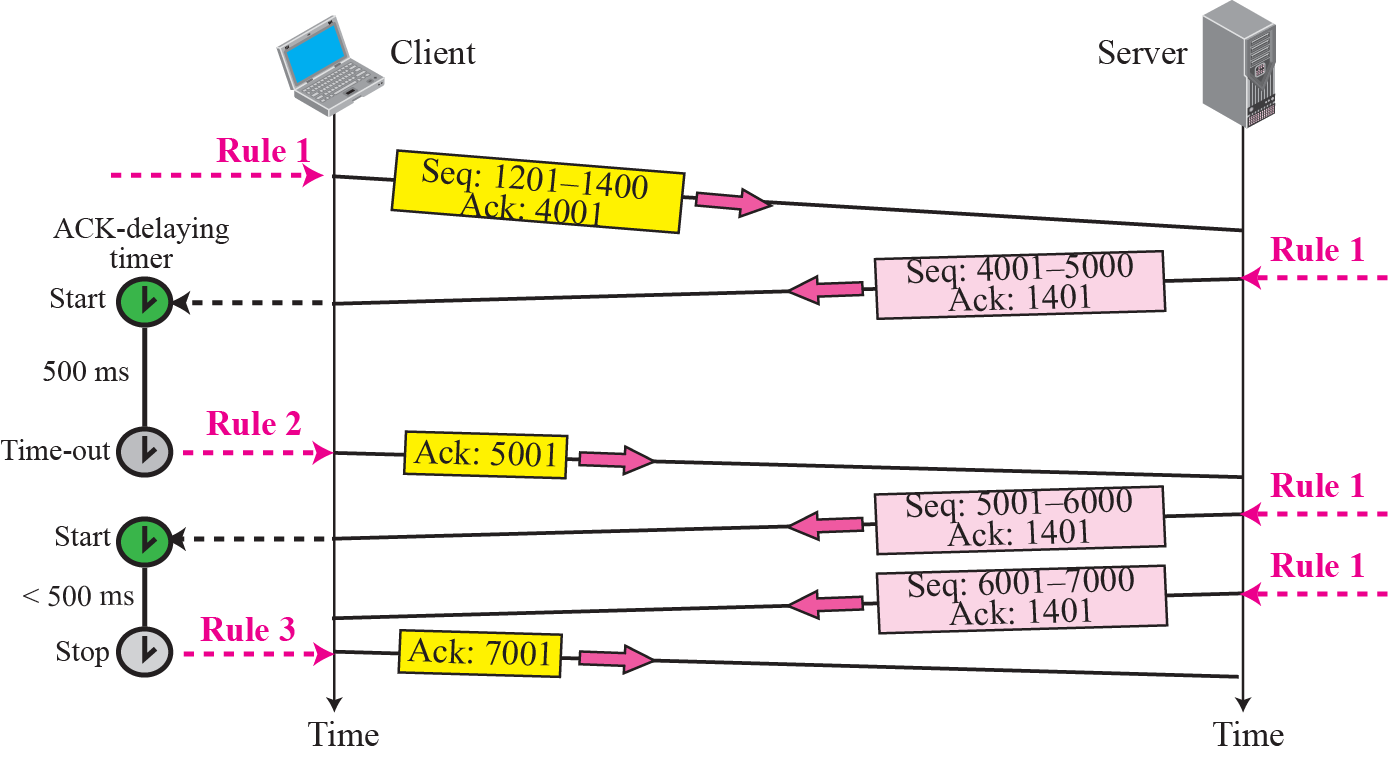 Client
Server
Rule 1
Seq: 1201–1400
Ack: 4001
ACK-delaying
timer
Start
Rule 1
Seq: 4001–5000
Ack: 1401
500 ms
Time-out
Rule 2
Ack: 5001
Rule 1
Seq: 5001–6000
Ack: 1401
Start
Rule 1
Seq: 6001–7000
Ack: 1401
< 500 ms
Stop
Rule 3
Ack: 7001
Time
Time